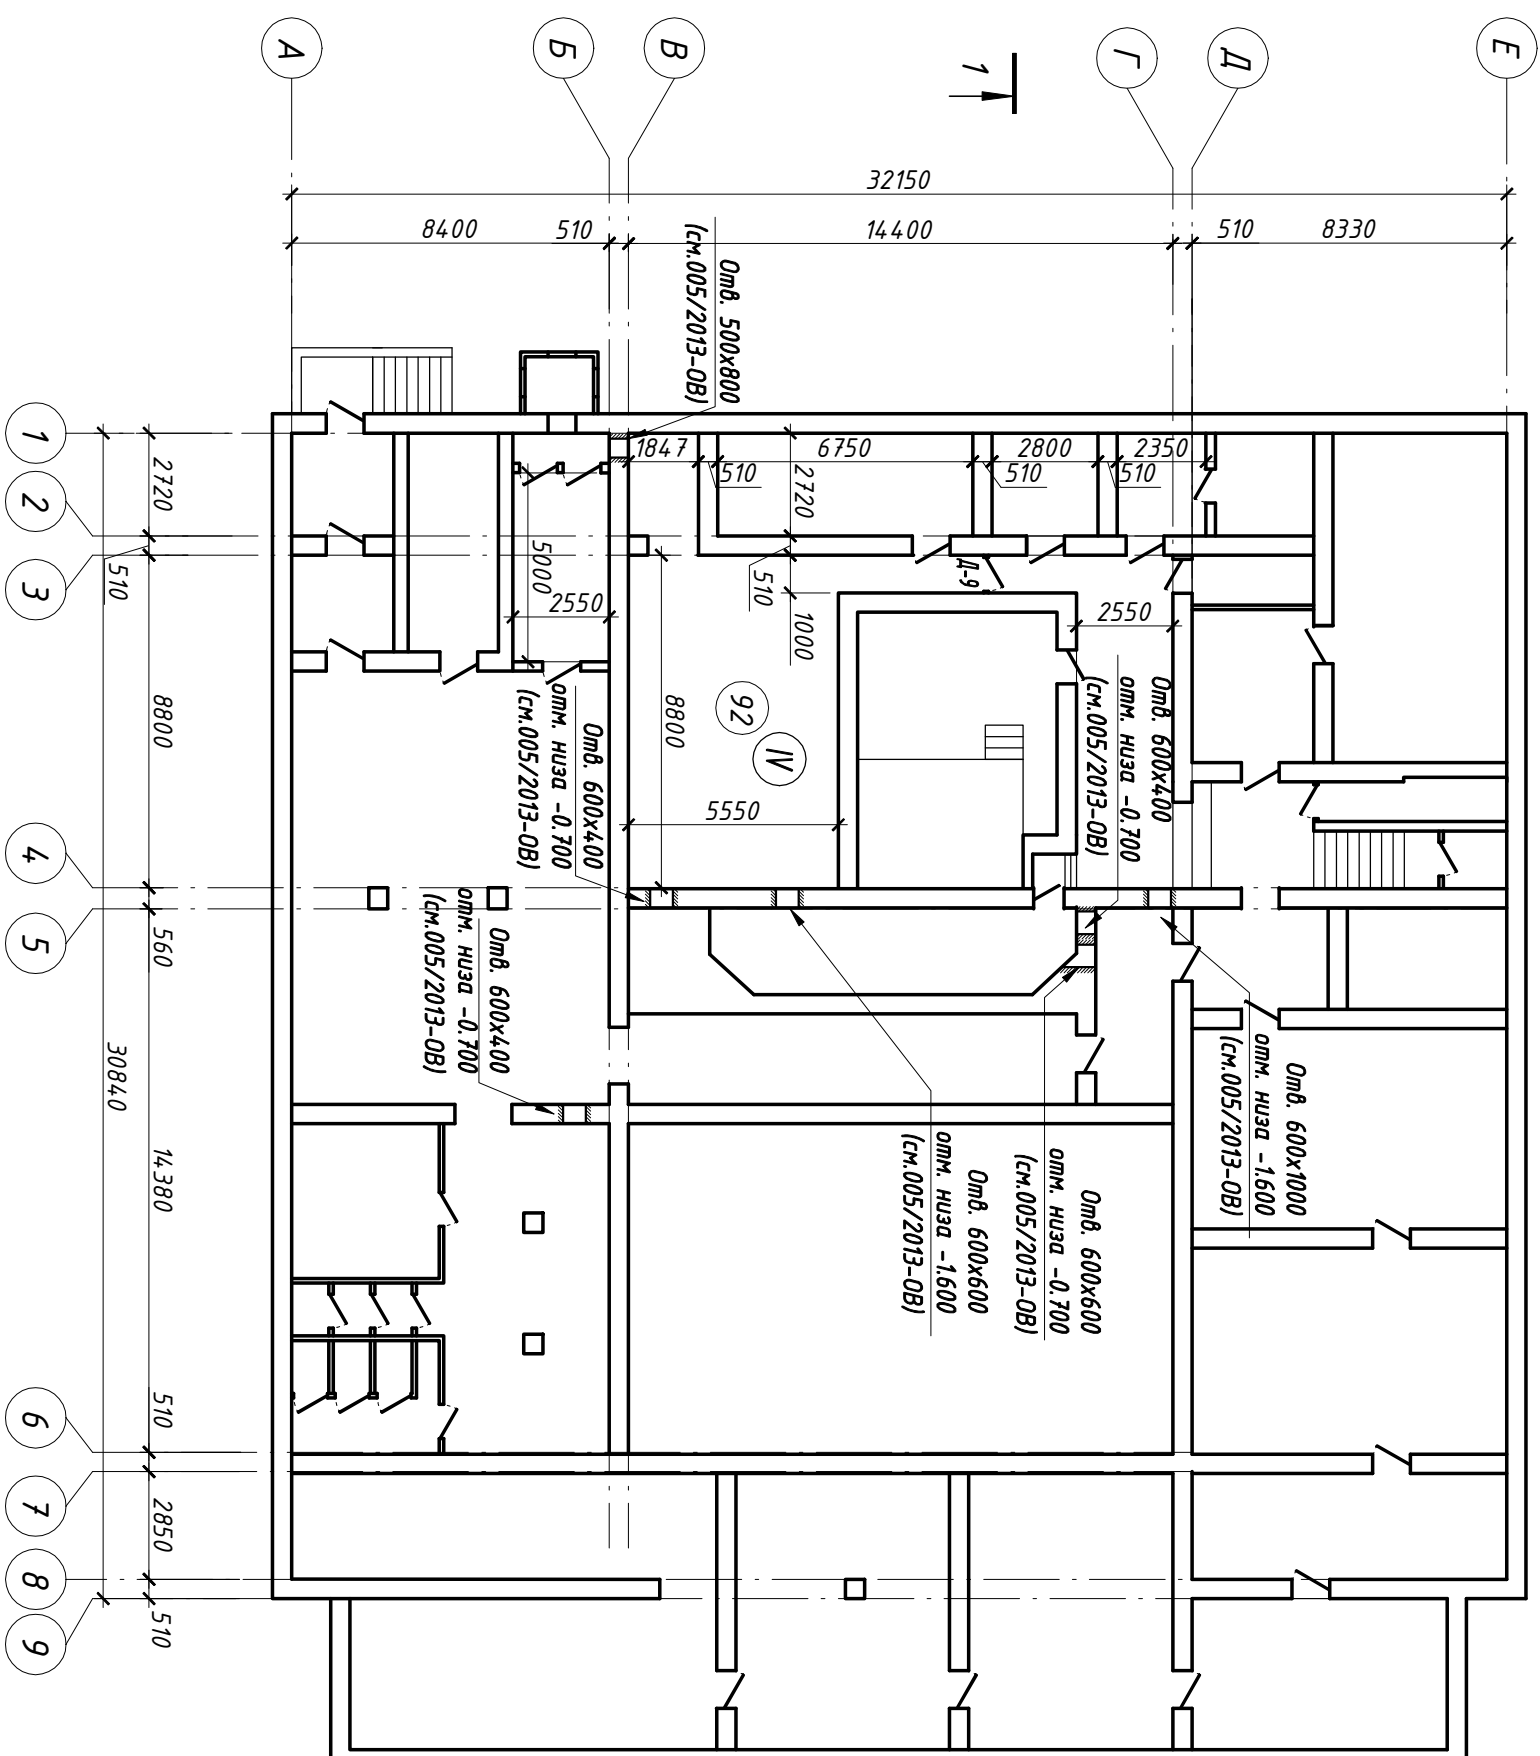 А
Б
В
Г
Д
Е
1
32150
8400
510
14400
510
8330
Отв. 500х800
(см.005/2013-ОВ)
1847
510
6750
510
2800
510
2350
2720
510
1000
8800
5000
2550
Д-9
2550
92
IV
5550
Отв. 600х400
отм. низа -0.700
(см.005/2013-ОВ)
Отв. 600х400
отм. низа -0.700
(см.005/2013-ОВ)
Отв. 600х400
отм. низа -0.700
(см.005/2013-ОВ)
Отв. 600х1000
отм. низа -1.600
(см.005/2013-ОВ)
Отв. 600х600
отм. низа -0.700
(см.005/2013-ОВ)
Отв. 600х600
отм. низа -1.600
(см.005/2013-ОВ)
1
2
3
4
5
6
7
8
9
2720
510
8800
560
14380
510
2850
510
30840